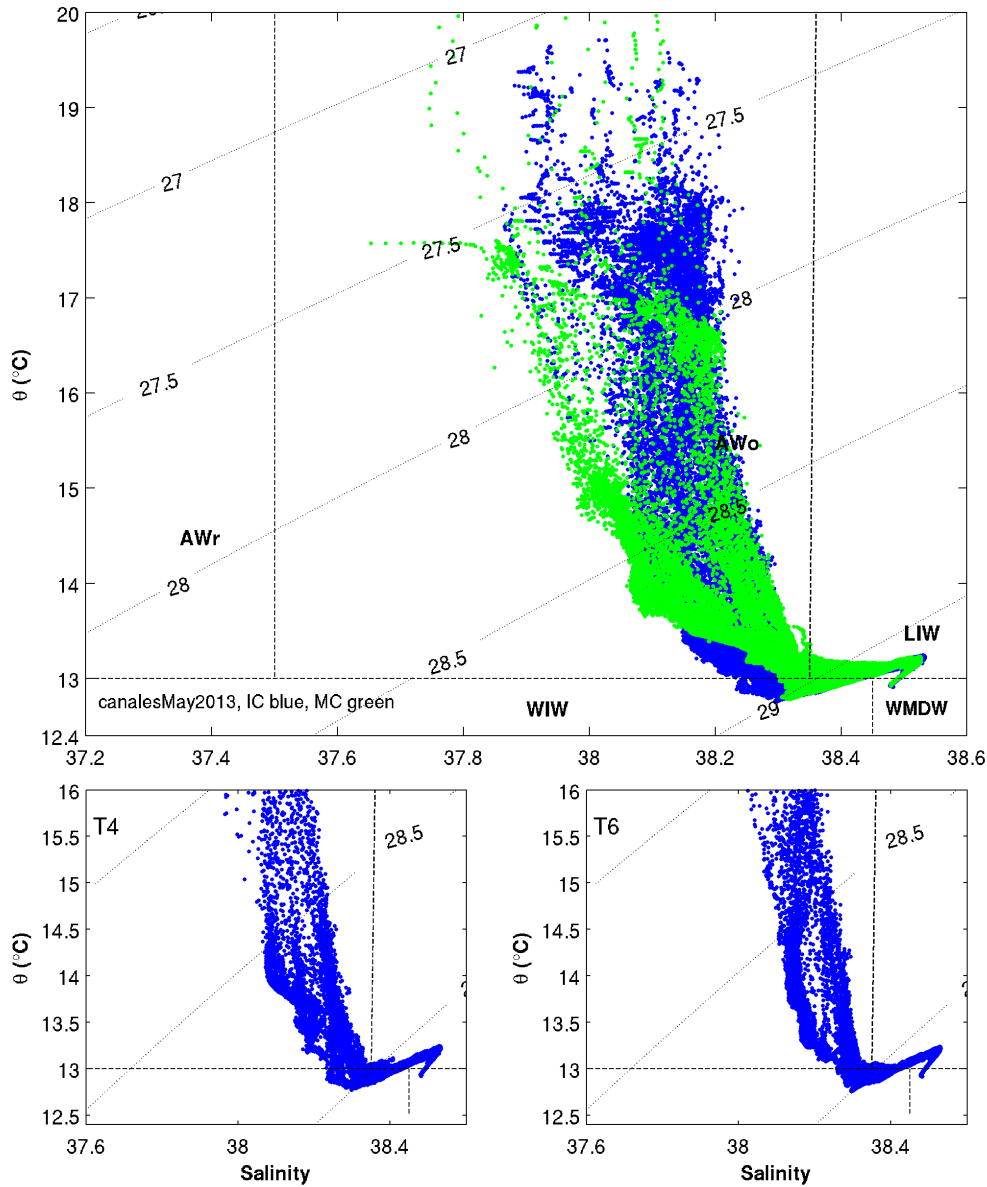 20
19
18
17
16
15
14
13
12.4
θ (°C)
27
27.5
27
27.5
27.5
28
28
28.5
28
28.5
29
AWo
AWr
LIW
WIW
WMDW
canalesMay2013, IC blue, MC green
37.2 37.4 37.6 37.8 38 38.2 38.4 38.6
T4
16
15.5
15
14.5
14
13.5
13
12.5
θ (°C)
28.5
37.6 38 38.4
Salinity
T6
16
15.5
15
14.5
14
13.5
13
12.5
θ (°C)
28.5
37.6 38 38.4
Salinity